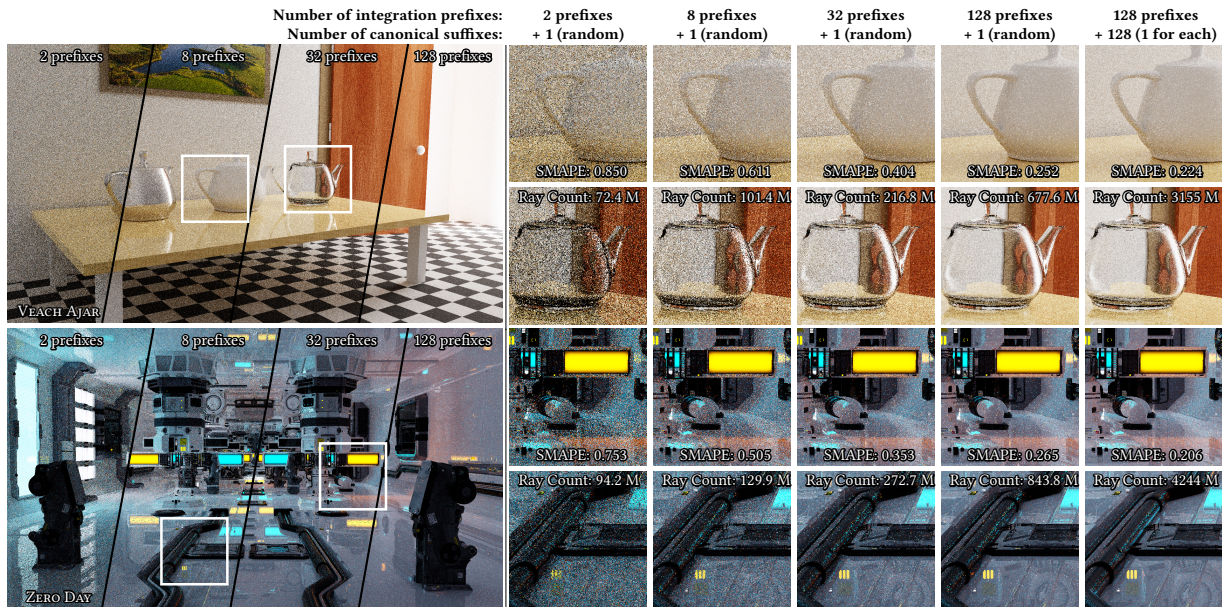 Number of integration prefixes: 2 prefixes 8 prefixes 32 prefixes 128 prefixes 128 prefixes
Number of canonical suffixes: + 1 (random) + 1 (random) + 1 (random) + 1 (random) + 128 (1 for each)
2 prefixes 8 prefixes 32 prefixes 128 prefixes
SMAPE: 0.850 SMAPE: 0.611 SMAPE: 0.404 SMAPE: 0.252 SMAPE: 0.224
Ray Count: 72.4 M Ray Count: 101.4 M Ray Count: 216.8 M Ray Count: 677.6 M Ray Count: 3155 M
Veach Ajar
2 prefixes 8 prefixes 32 prefixes 128 prefixes
SMAPE: 0.753 SMAPE: 0.505 SMAPE: 0.353 SMAPE: 0.265 SMAPE: 0.206
Ray Count: 94.2 M Ray Count: 129.9 M Ray Count: 272.7 M Ray Count: 843.8 M Ray Count: 4244 M
Zero Day